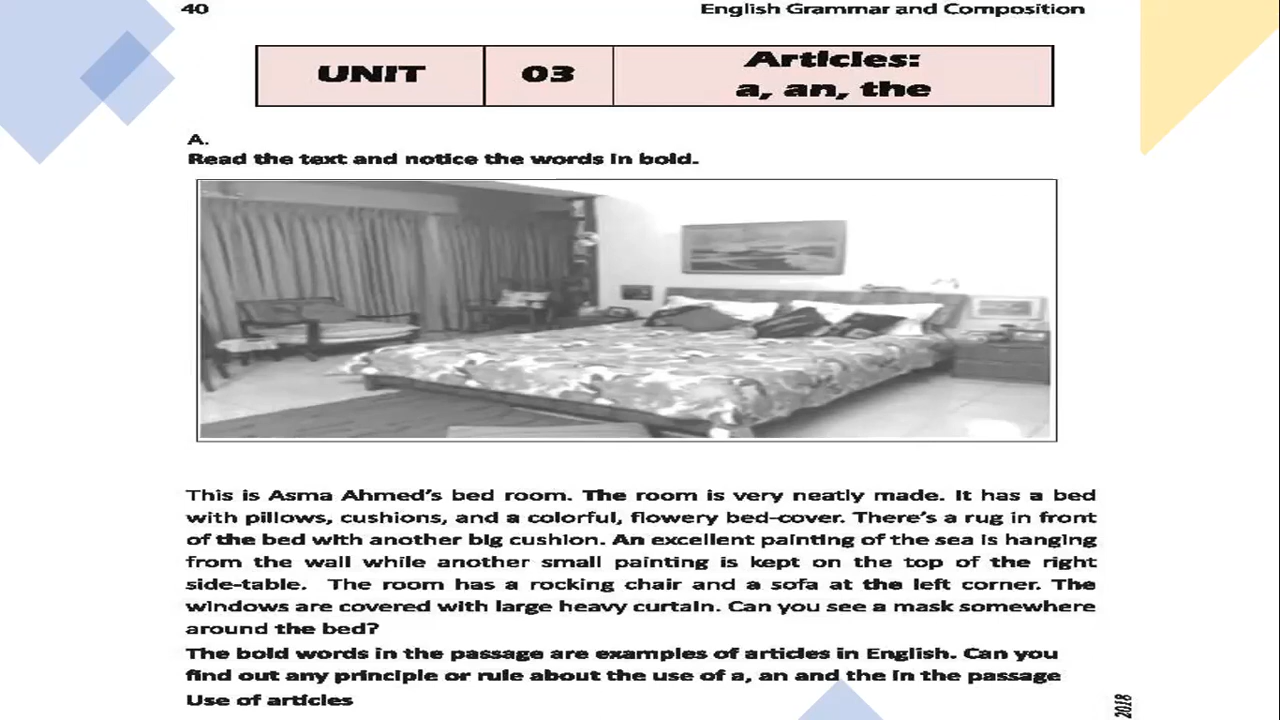 40 English Grammar and Composition
UNIT 03 Articles:
a, an, the
A.
Read the text and notice the words in bold.
This is Asma Ahmed's bed room. The room is very neatly made. It has a bed
with pillows, cushions, and a colorful, flowery bed-cover. There's a rug in front
of the bed with another big cushion. An excellent painting of the sea is hanging
from the wall while another small painting is kept on the top of the right
side-table. The room has a rocking chair and a sofa at the left corner. The
windows are covered with large heavy curtain. Can you see a mask somewhere
around the bed?
The bold words in the passage are examples of articles in English. Can you
find out any principle or rule about the use of a, an and the in the passage
Use of articles
2018